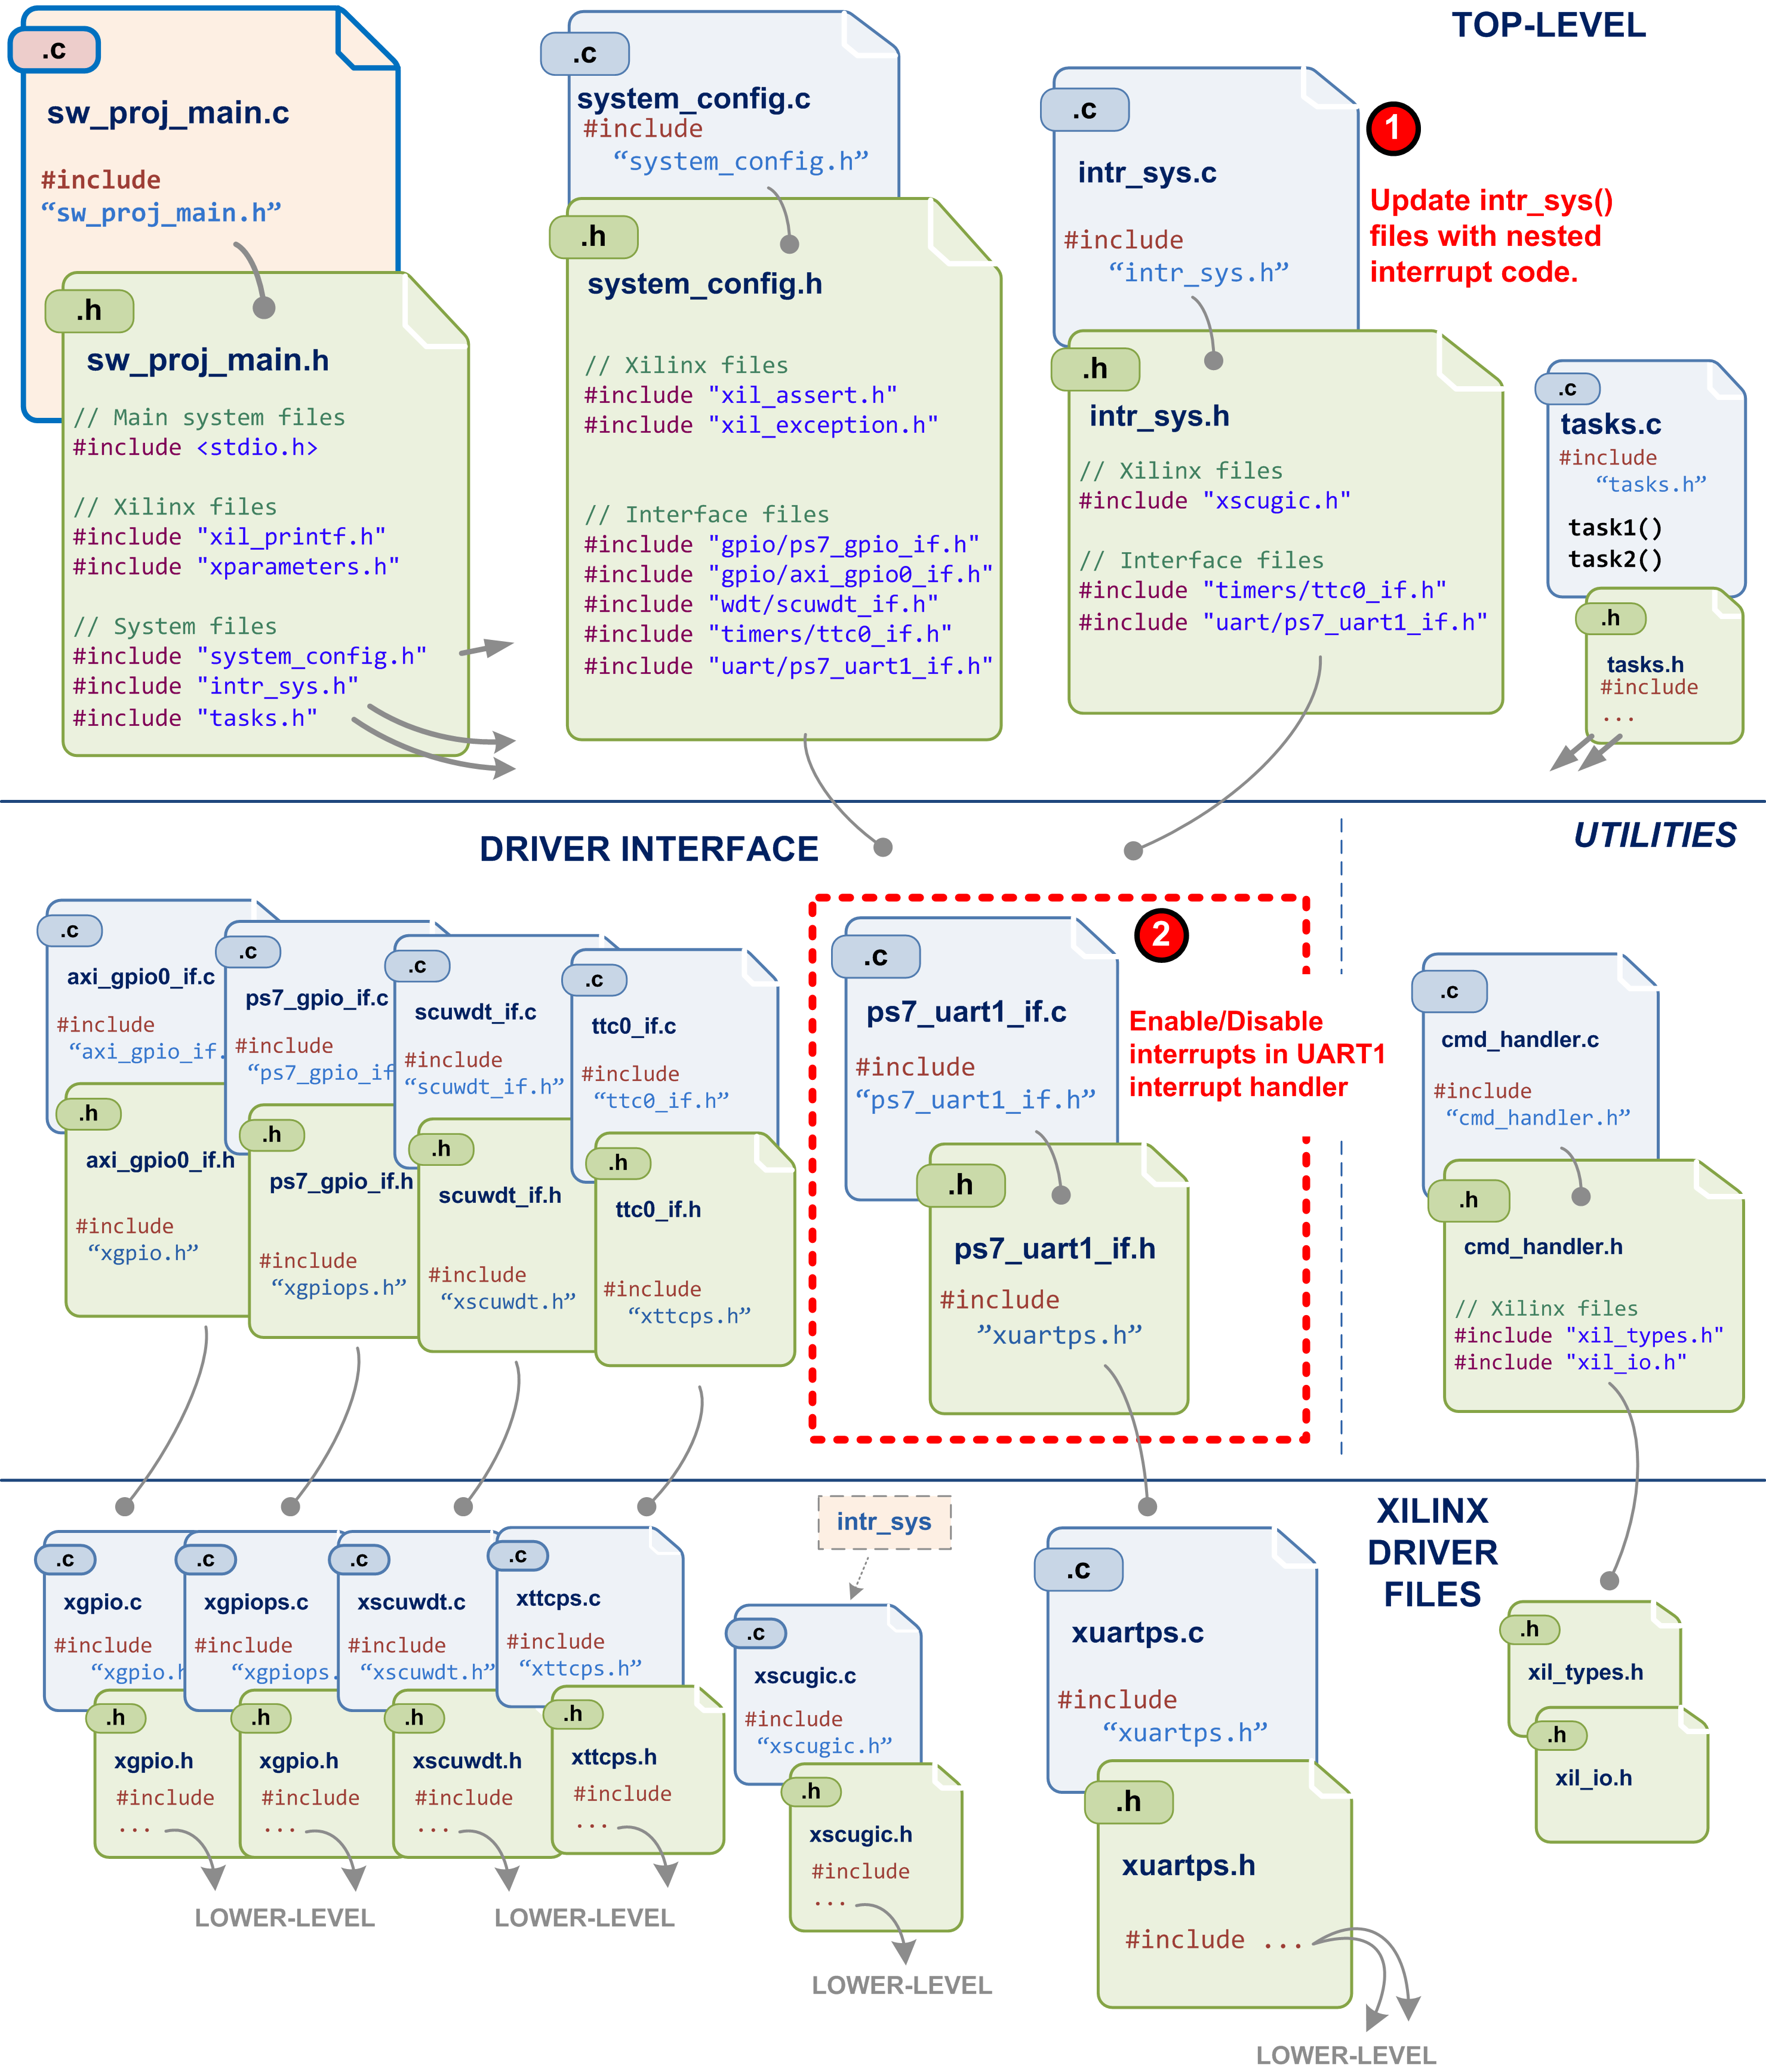 TOP-LEVEL
.c
sw_proj_main.c
#include
“sw_proj_main.h”
.h
sw_proj_main.h
// Main system files
#include <stdio.h>
// Xilinx files
#include "xil_printf.h"
#include "xparameters.h"
// System files
#include "system_config.h"
#include "intr_sys.h"
#include "tasks.h"
.c
system_config.c
#include
“system_config.h”
.h
system_config.h
// Xilinx files
#include "xil_assert.h"
#include "xil_exception.h"
// Interface files
#include "gpio/ps7_gpio_if.h"
#include "gpio/axi_gpio0_if.h"
#include "wdt/scuwdt_if.h"
#include "timers/ttc0_if.h"
#include "uart/ps7_uart1_if.h"
.c
intr_sys.c
#include
“intr_sys.h”
.h
intr_sys.h
// Xilinx files
#include "xscugic.h"
// Interface files
#include "timers/ttc0_if.h"
#include "uart/ps7_uart1_if.h"
1
Update intr_sys()
files with nested
interrupt code.
.c
tasks.c
#include
“tasks.h”
task1()
task2()
.h
tasks.h
#include
...
DRIVER INTERFACE
UTILITIES
.c
axi_gpio0_if.c
#include
“axi_gpio_if.
.h
axi_gpio0_if.h
#include
“xgpio.h”
.c
ps7_gpio_if.c
#include
“ps7_gpio_if
.h
ps7_gpio_if.h
#include
“xgpiops.h”
.c
scuwdt_if.c
#include
“scuwdt_if.h”
.h
scuwdt_if.h
#include
“xscuwdt.h”
.c
ttc0_if.c
#include
“ttc0_if.h”
.h
ttc0_if.h
#include
“xttcps.h”
.c
ps7_uart1_if.c
#include
“ps7_uart1_if.h”
.h
ps7_uart1_if.h
#include
”xuartps.h”
2
Enable/Disable
interrupts in UART1
interrupt handler
.c
cmd_handler.c
#include
“cmd_handler.h”
.h
cmd_handler.h
// Xilinx files
#include "xil_types.h"
#include "xil_io.h"
XILINX
DRIVER
FILES
.c
xgpio.c
#include
“xgpio.h
.h
xgpio.h
#include
...
.c
xgpiops.c
#include
“xgpiops.
.h
xgpio.h
#include
...
LOWER-LEVEL
.c
xscuwdt.c
#include
“xscuwdt.h”
.h
xscuwdt.h
#include
...
.c
xttcps.c
#include
“xttcps.h”
.h
xttcps.h
#include
...
LOWER-LEVEL
intr_sys
.c
xscugic.c
#include
“xscugic.h”
.h
xscugic.h
#include
...
LOWER-LEVEL
.c
xuartps.c
#include
“xuartps.h”
.h
xuartps.h
#include ...
LOWER-LEVEL
.h
xil_types.h
.h
xil_io.h